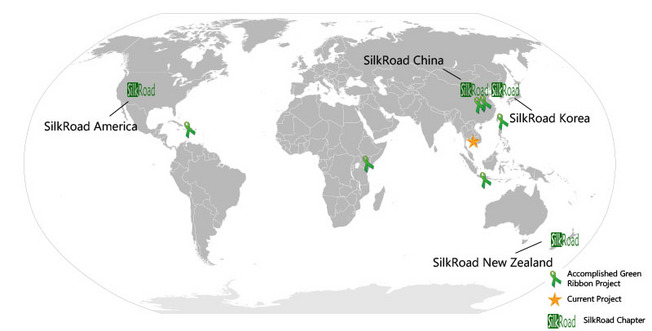 SilkRoad China
SilkRoad
SilkRoad
SilkRoad
SilkRoad Korea
SilkRoad America
SilkRoad
SilkRoad New Zealand
Accomplished Green
Ribbon Project
Current Project
SilkRoad
SilkRoad Chapter